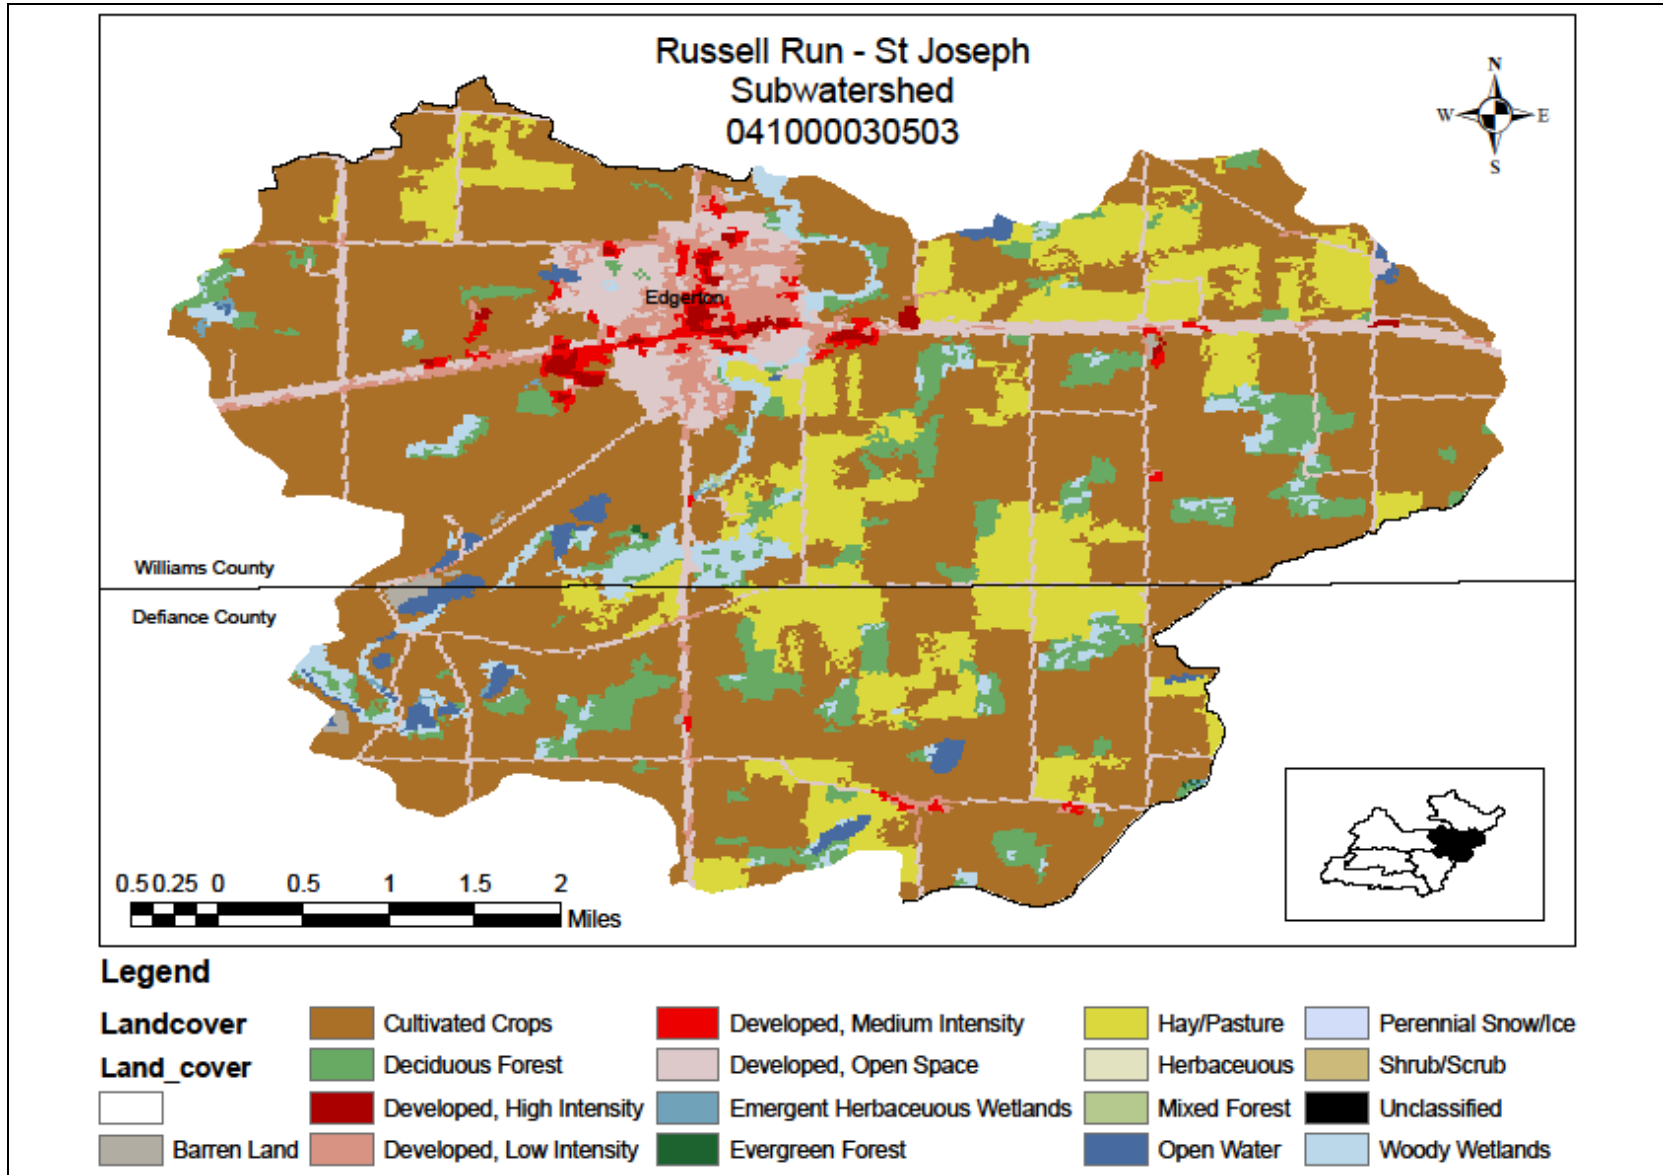 Russell Run - St Joseph
Subwatershed
041000030503
N
W E
S
Edgerton
Williams County
Defiance County
0.5 0.25 0 0.5 1 1.5 2
Miles
Legend
Landcover
Land_cover
Barren Land
Cultivated Crops
Deciduous Forest
Developed, High Intensity
Developed, Low Intensity
Developed, Medium Intensity
Developed, Open Space
Emergent Herbaceuous Wetlands
Evergreen Forest
Hay/Pasture
Herbaceuous
Mixed Forest
Open Water
Perennial Snow/Ice
Shrub/Scrub
Unclassified
Woody Wetlands